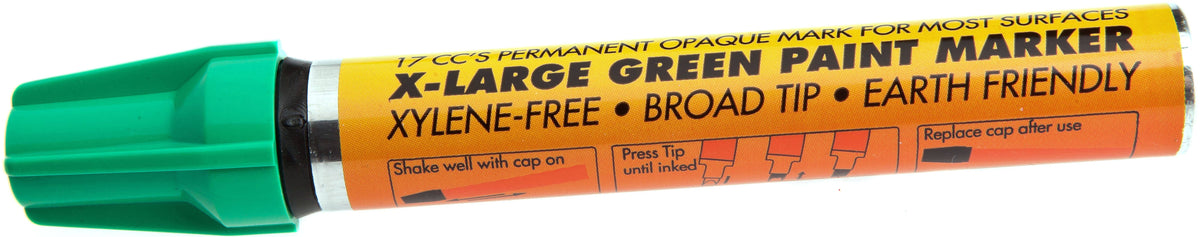 17 CC'S PERMANENT OPAQUE MARK FOR MOST SURFACES
X-LARGE GREEN PAINT MARKER
XYLENE-FREE • BROAD TIP • EARTH FRIENDLY
Shake well with cap on
Press Tip
until inked
Replace cap after use